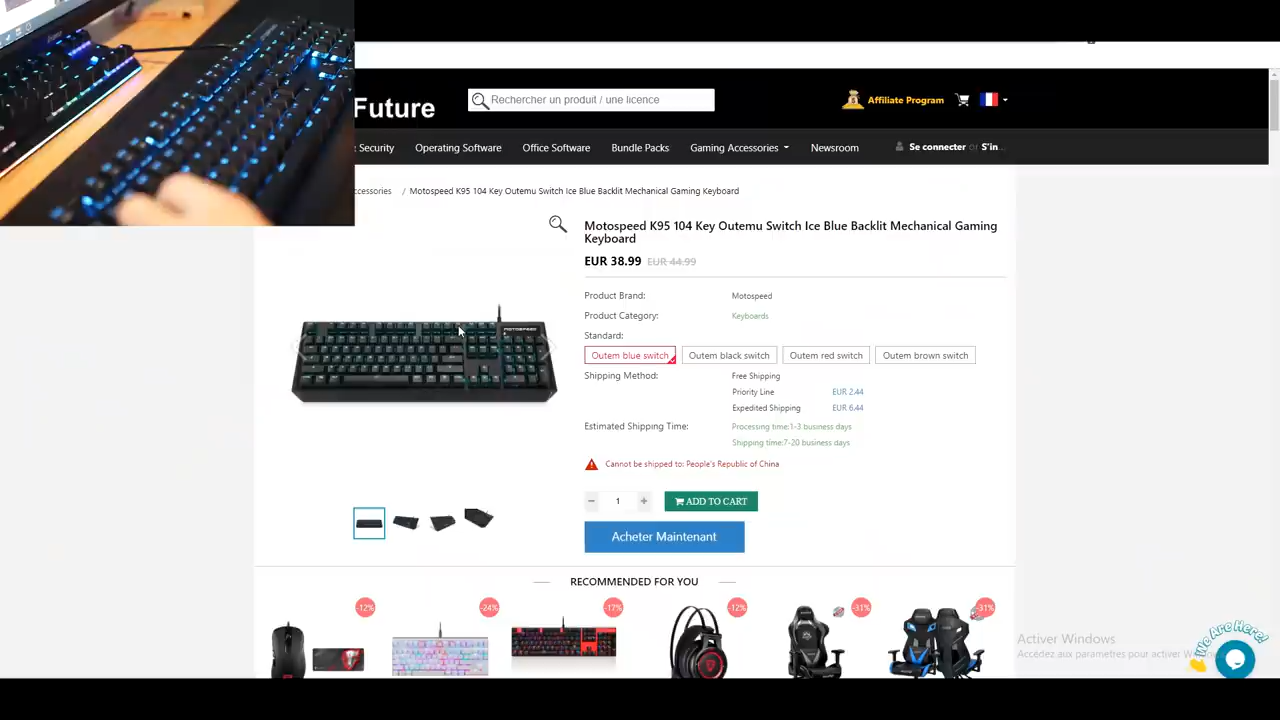 Future
Rechercher un produit / une licence
Affiliate Program
Security
Operating Software
Office Software
Bundle Packs
Gaming Accessories
Newsroom
Se connecter or S'in...
/ Motospeed K95 104 Key Outemu Switch Ice Blue Backlit Mechanical Gaming Keyboard
Motospeed K95 104 Key Outemu Switch Ice Blue Backlit Mechanical Gaming
Keyboard
EUR 38.99 EUR 44.99
Product Brand: Motospeed
Product Category: Keyboards
Standard:
Outem blue switch
Outem black switch
Outem red switch
Outem brown switch
Shipping Method: Free Shipping
Priority Line EUR 2.44
Expedited Shipping EUR 6.44
Estimated Shipping Time: Processing time:1-3 business days
Shipping time:7-20 business days
Cannot be shipped to: People's Republic of China
MOTOSPEED
− 1 +
ADD TO CART
Acheter Maintenant
RECOMMENDED FOR YOU
-12%
-24%
-17%
-12%
-31%
-31%
Activer Windows
Accédez aux paramètres pour activer
We Are Here!